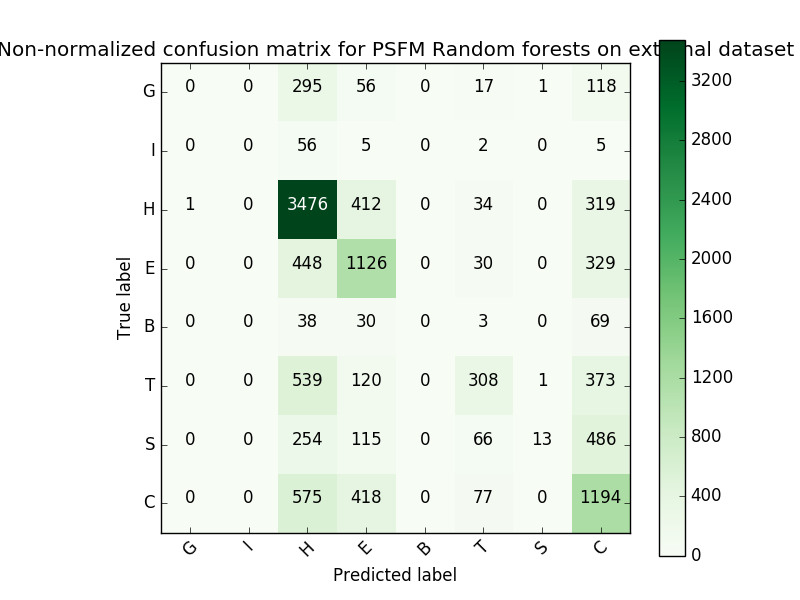 Non-normalized confusion matrix for PSFM Random forests on external dataset
G 0 0 295 56 0 17 1 118
I 0 0 56 5 0 2 0 5
H 1 0 3476 412 0 34 0 319
E 0 0 448 1126 0 30 0 329
B 0 0 38 30 0 3 0 69
T 0 0 539 120 0 308 1 373
S 0 0 254 115 0 66 13 486
C 0 0 575 418 0 77 0 1194
G I H E B T S C
True label
Predicted label
3200
2800
2400
2000
1600
1200
800
400
0